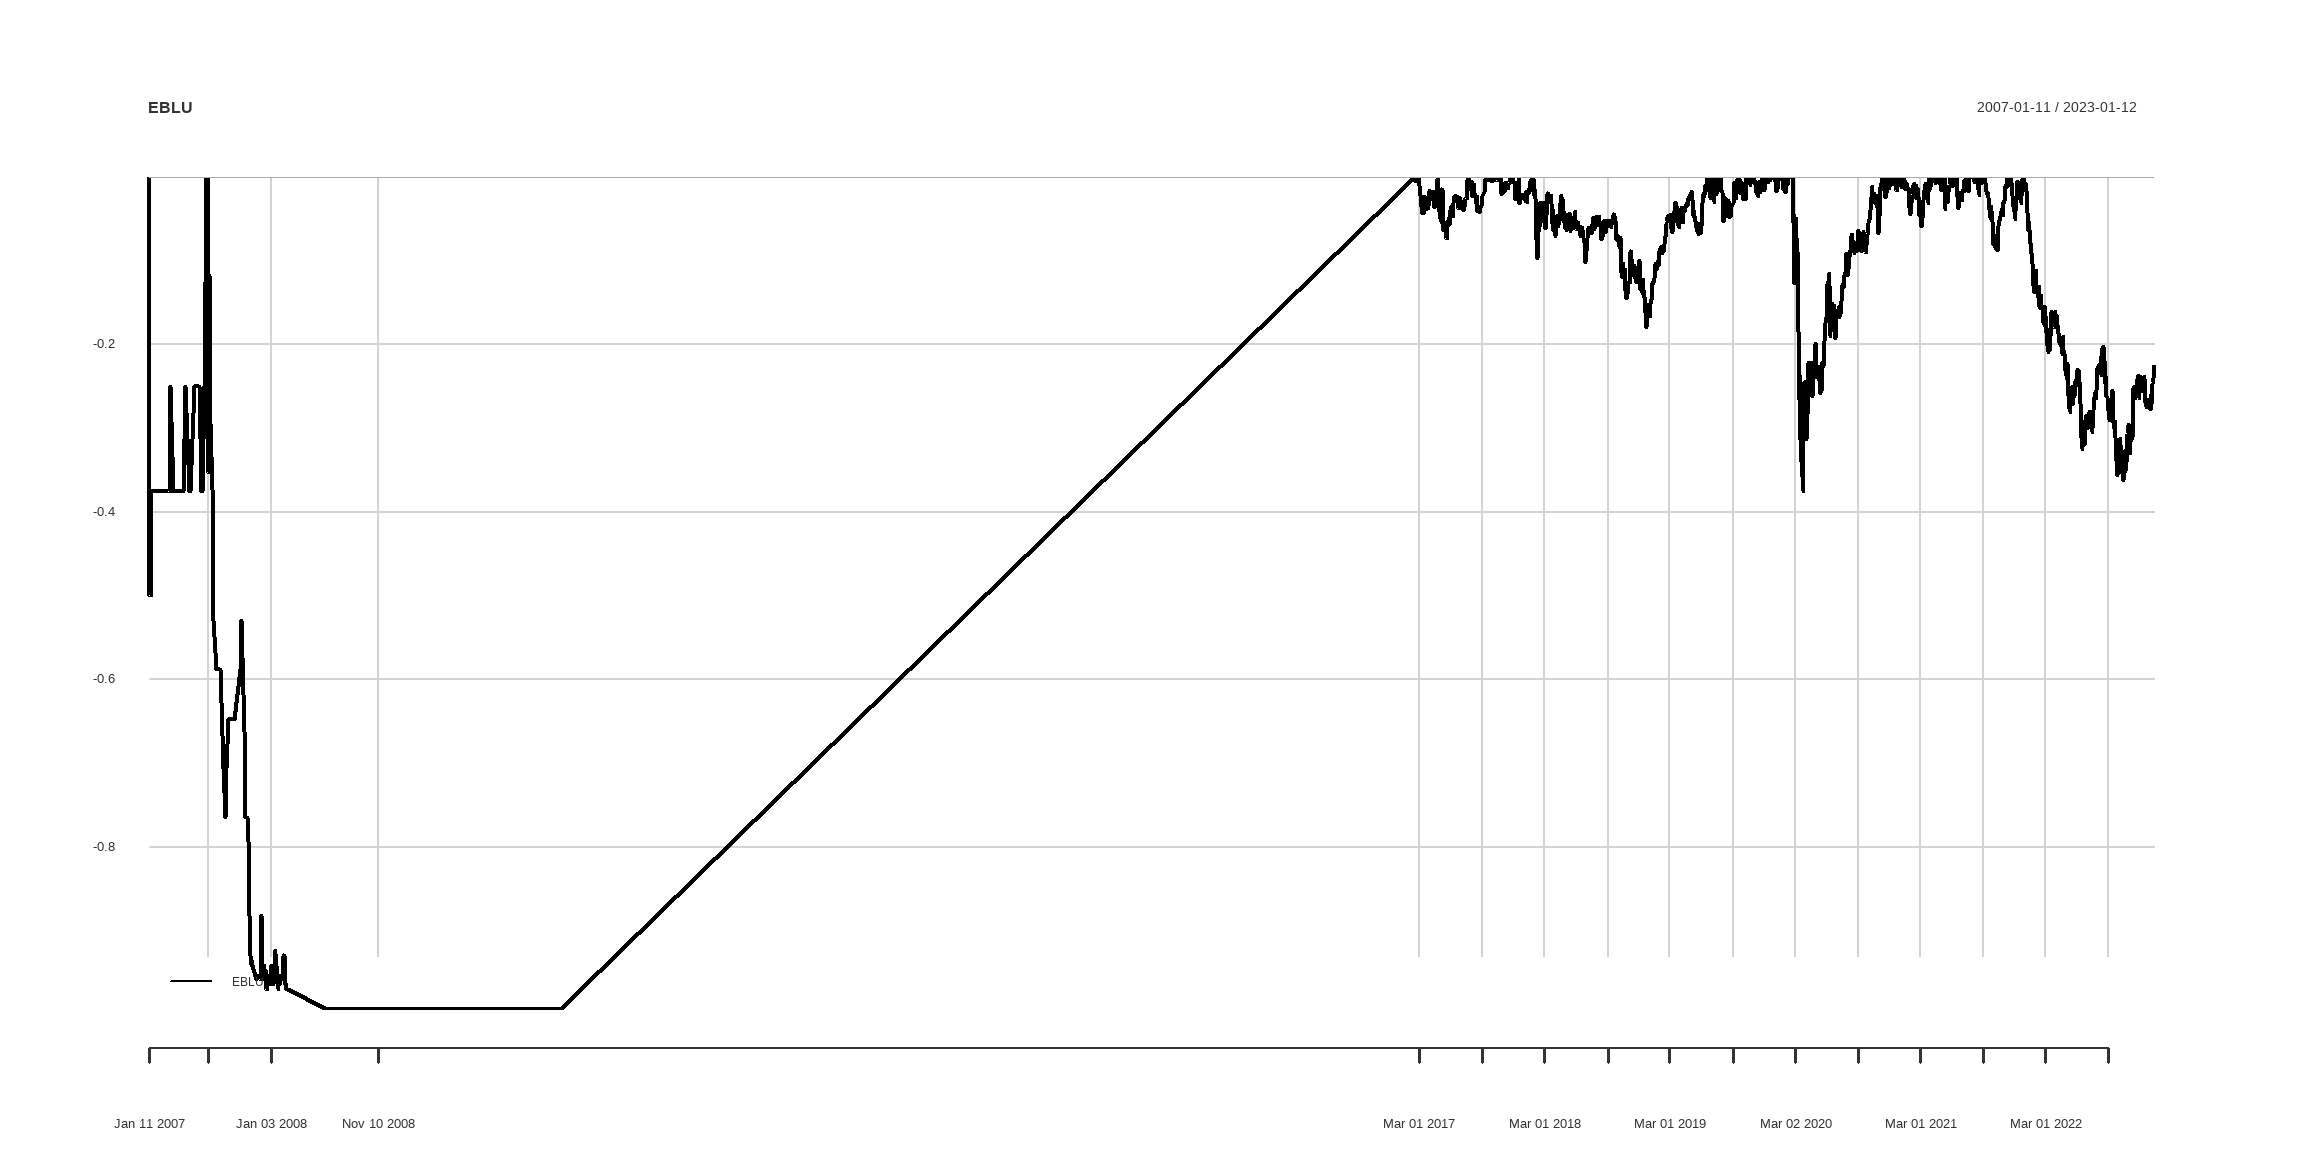 EBLU
2007-01-11 / 2023-01-12
-0.2
-0.4
-0.6
-0.8
EBLU
Jan 11 2007
Jan 03 2008
Nov 10 2008
Mar 01 2017
Mar 01 2018
Mar 01 2019
Mar 02 2020
Mar 01 2021
Mar 01 2022